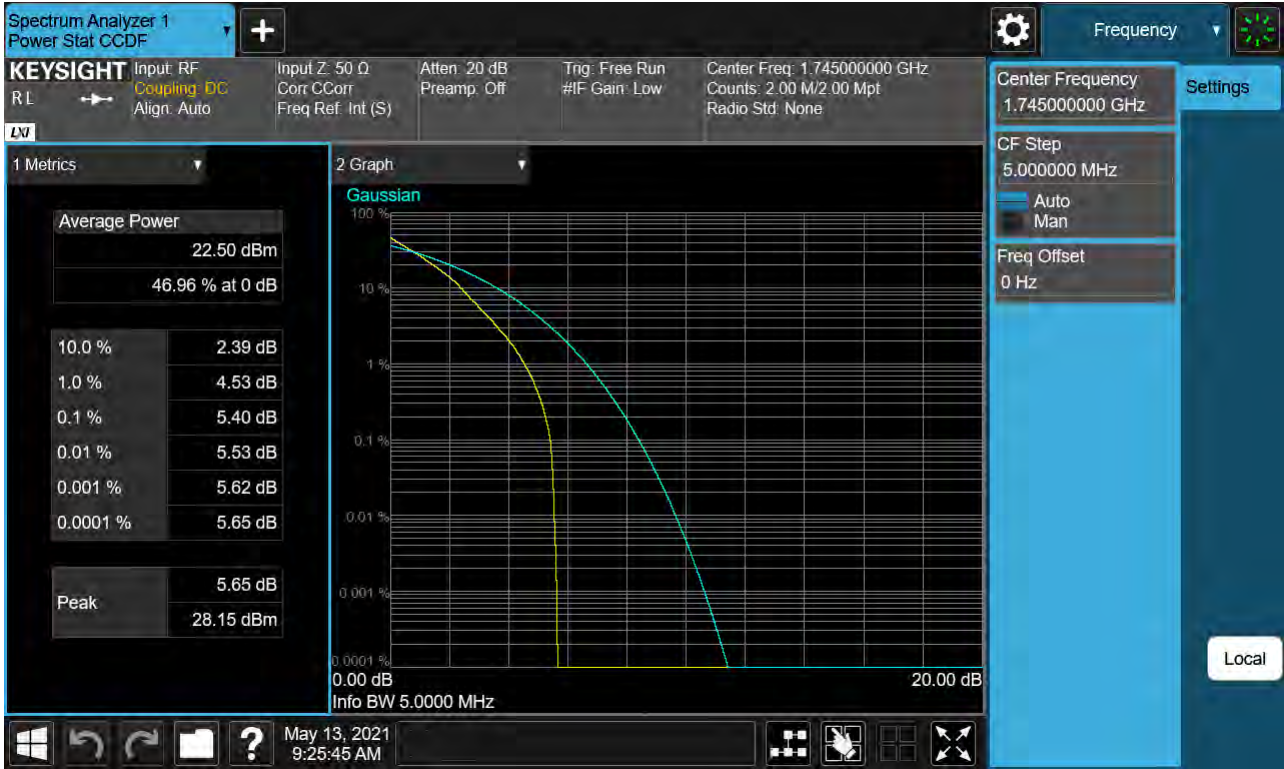 Spectrum Analyzer 1
Power Stat CCDF
Frequency
KEYSIGHT
R L
LXI
Input: RF
Coupling: DC
Align: Auto
Input Z: 50 Ω
Corr CCorr
Freq Ref: Int (S)
Atten: 20 dB
Preamp: Off
Trig: Free Run
#IF Gain: Low
Center Freq: 1.745000000 GHz
Counts: 2.00 M/2.00 Mpt
Radio Std: None
Center Frequency
1.745000000 GHz
CF Step
5.000000 MHz
Auto
Man
Freq Offset
0 Hz
Settings
Local
1 Metrics
Average Power
22.50 dBm
46.96 % at 0 dB
10.0 % 2.39 dB
1.0 % 4.53 dB
0.1 % 5.40 dB
0.01 % 5.53 dB
0.001 % 5.62 dB
0.0001 % 5.65 dB
Peak
5.65 dB
28.15 dBm
2 Graph
Gaussian
100 %
10 %
1 %
0.1 %
0.01 %
0.001 %
0.0001 %
0.00 dB 20.00 dB
Info BW 5.0000 MHz
?
May 13, 2021
9:25:45 AM